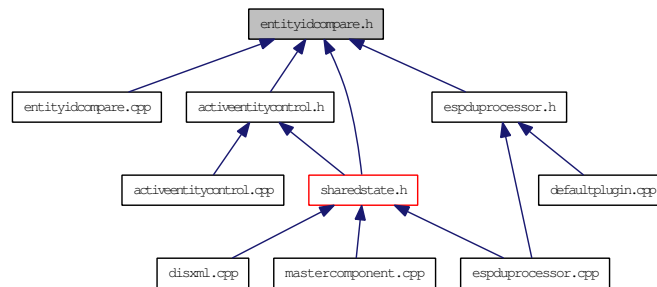 entityidcompare.h
entityidcompare.cpp
activeentitycontrol.h
espduprocessor.h
activeentitycontrol.cpp
sharedstate.h
defaultplugin.cpp
disxml.cpp
mastercomponent.cpp
espduprocessor.cpp